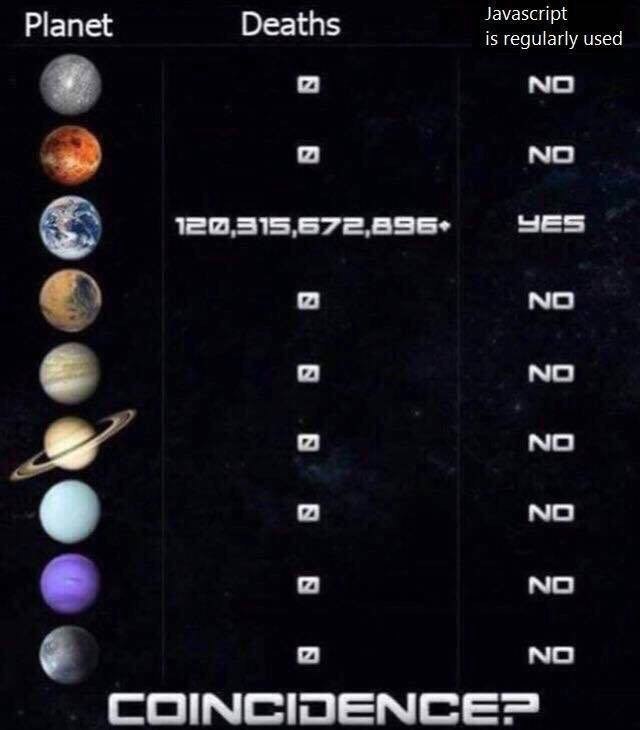 Planet Deaths Javascript
is regularly used
0 NO
0 NO
120,315,672,896+ YES
0 NO
0 NO
0 NO
0 NO
0 NO
0 NO
COINCIDENCE?